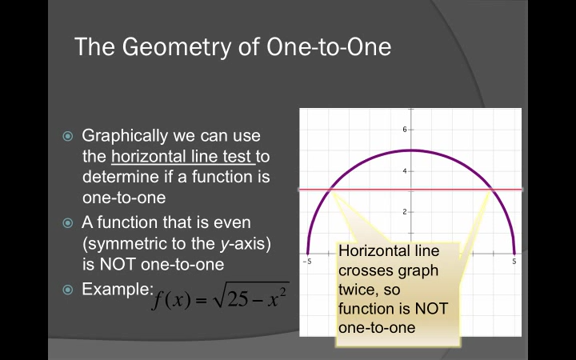 The Geometry of One-to-One
Graphically we can use
the horizontal line test to
determine if a function is
one-to-one
A function that is even
(symmetric to the y-axis)
is NOT one-to-one
Example: f(x) = √25 − x²
6
4
2
-5
5
Horizontal line
crosses graph
twice, so
function is NOT
one-to-one